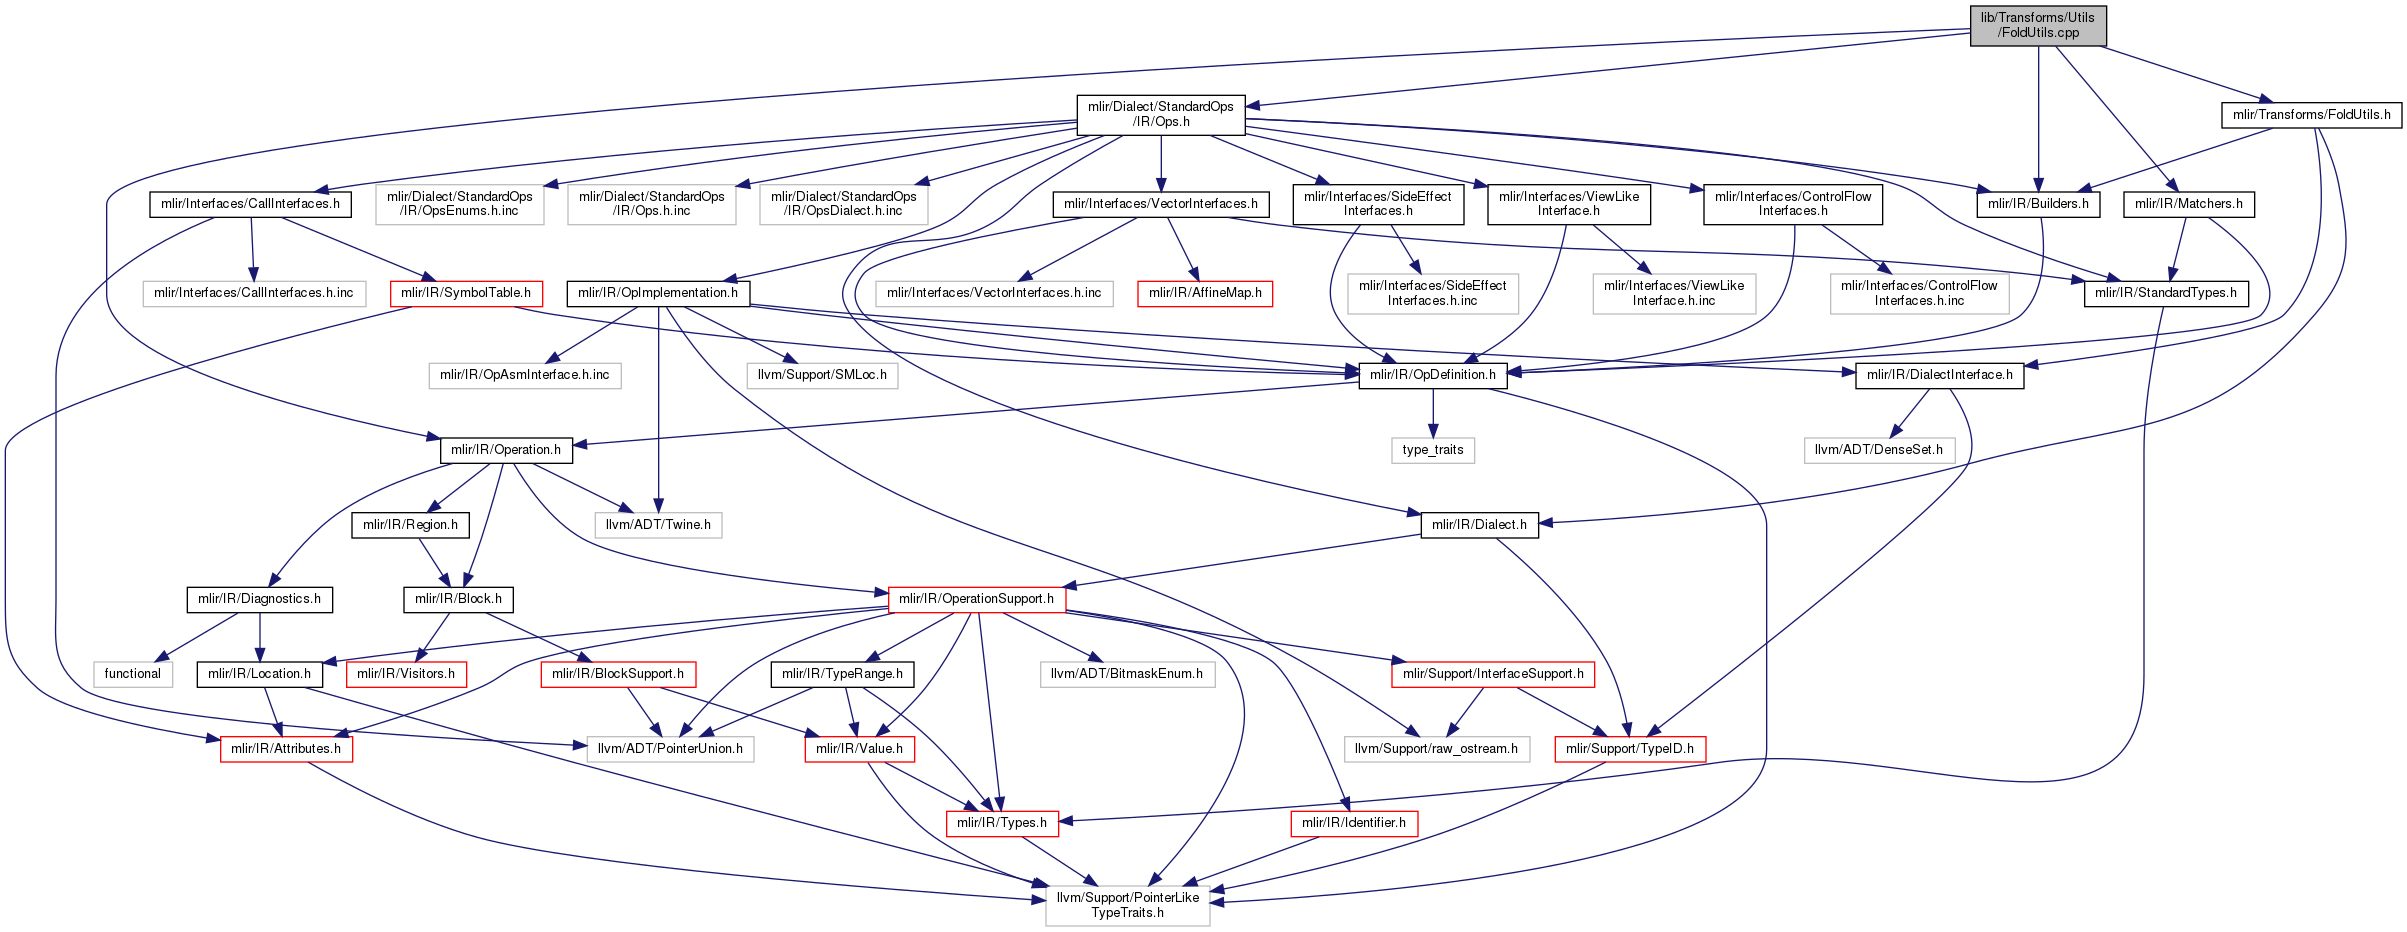 lib/Transforms/Utils
/FoldUtils.cpp
mlir/Dialect/StandardOps
/IR/Ops.h
mlir/Transforms/FoldUtils.h
mlir/Interfaces/CallInterfaces.h
mlir/Dialect/StandardOps
/IR/OpsEnums.h.inc
mlir/Dialect/StandardOps
/IR/Ops.h.inc
mlir/Dialect/StandardOps
/IR/OpsDialect.h.inc
mlir/Interfaces/VectorInterfaces.h
mlir/Interfaces/SideEffect
Interfaces.h
mlir/Interfaces/ViewLike
Interface.h
mlir/Interfaces/ControlFlow
Interfaces.h
mlir/IR/Builders.h
mlir/IR/Matchers.h
mlir/Interfaces/CallInterfaces.h.inc
mlir/IR/SymbolTable.h
mlir/IR/OpImplementation.h
mlir/Interfaces/VectorInterfaces.h.inc
mlir/IR/AffineMap.h
mlir/Interfaces/SideEffect
Interfaces.h.inc
mlir/Interfaces/ViewLike
Interface.h.inc
mlir/Interfaces/ControlFlow
Interfaces.h.inc
mlir/IR/StandardTypes.h
mlir/IR/OpAsmInterface.h.inc
llvm/Support/SMLoc.h
mlir/IR/OpDefinition.h
mlir/IR/DialectInterface.h
mlir/IR/Operation.h
type_traits
llvm/ADT/DenseSet.h
mlir/IR/Region.h
llvm/ADT/Twine.h
mlir/IR/Dialect.h
mlir/IR/Diagnostics.h
mlir/IR/Block.h
mlir/IR/OperationSupport.h
functional
mlir/IR/Location.h
mlir/IR/Visitors.h
mlir/IR/BlockSupport.h
mlir/IR/TypeRange.h
llvm/ADT/BitmaskEnum.h
mlir/Support/InterfaceSupport.h
mlir/IR/Attributes.h
llvm/ADT/PointerUnion.h
mlir/IR/Value.h
llvm/Support/raw_ostream.h
mlir/Support/TypeID.h
mlir/IR/Types.h
mlir/IR/Identifier.h
llvm/Support/PointerLike
TypeTraits.h